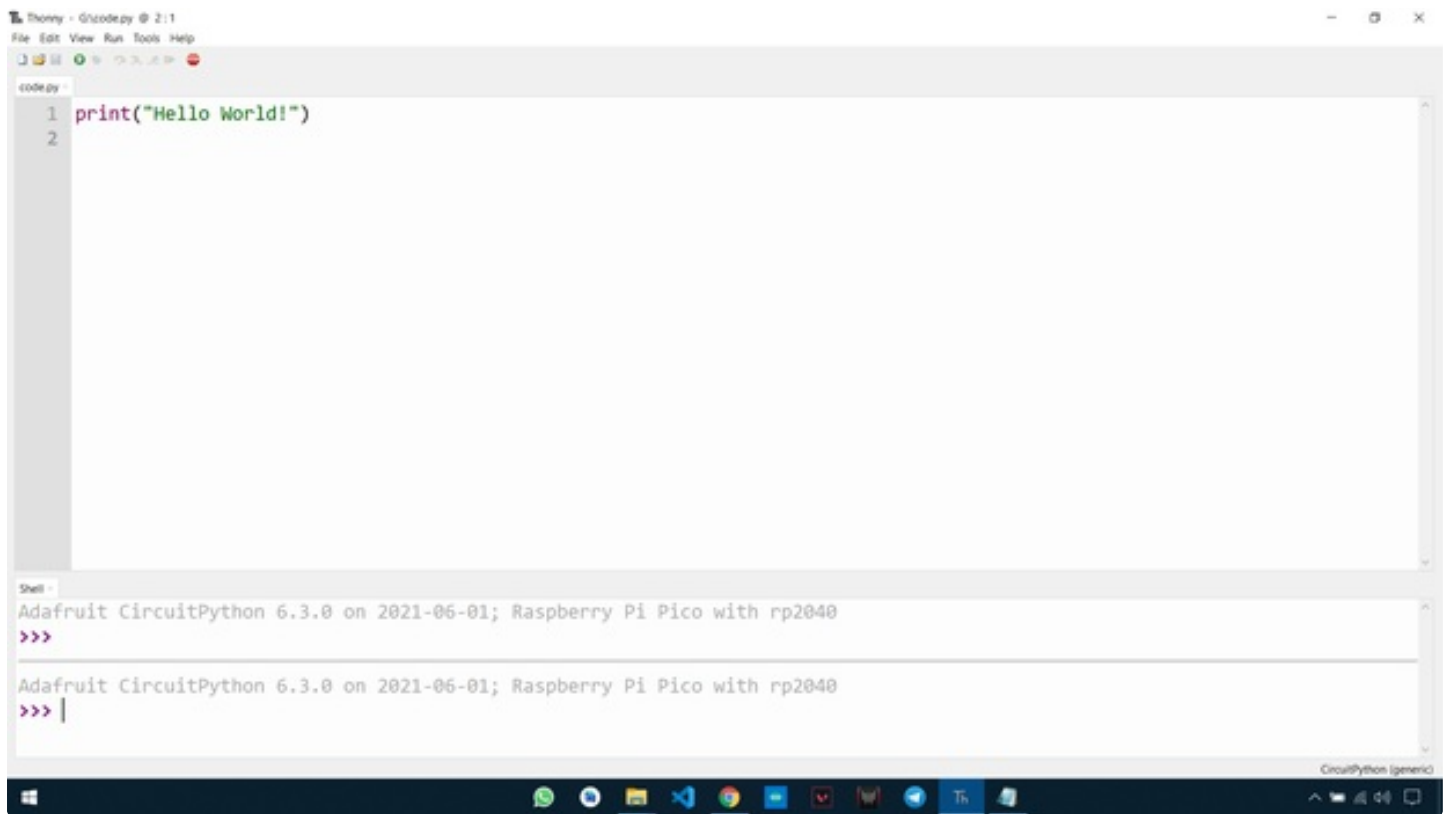 Thonny - G:\code.py @ 2:1
File Edit View Run Tools Help
code.py
1 print("Hello World!")
2
Shell
Adafruit CircuitPython 6.3.0 on 2021-06-01; Raspberry Pi Pico with rp2040
>>>
Adafruit CircuitPython 6.3.0 on 2021-06-01; Raspberry Pi Pico with rp2040
>>>
CircuitPython (generic)
Th